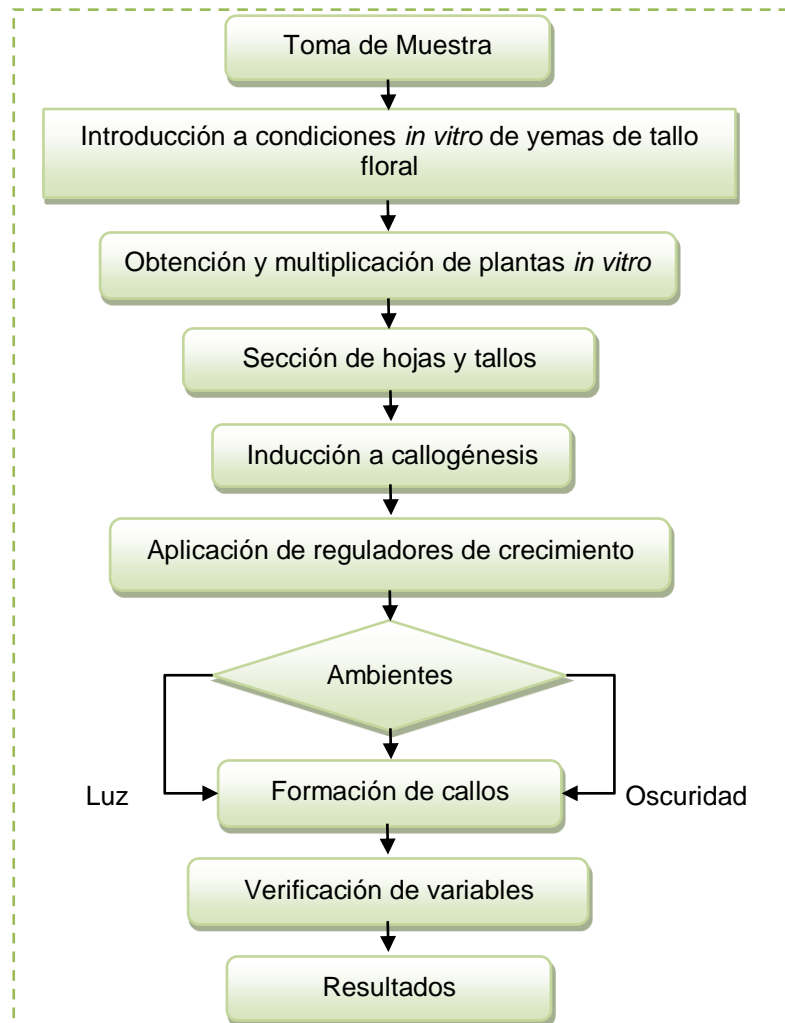 Toma de Muestra
Introducción a condiciones in vitro de yemas de tallo
floral
Obtención y multiplicación de plantas in vitro
Sección de hojas y tallos
Inducción a callogénesis
Aplicación de reguladores de crecimiento
Ambientes
Luz
Formación de callos
Oscuridad
Verificación de variables
Resultados